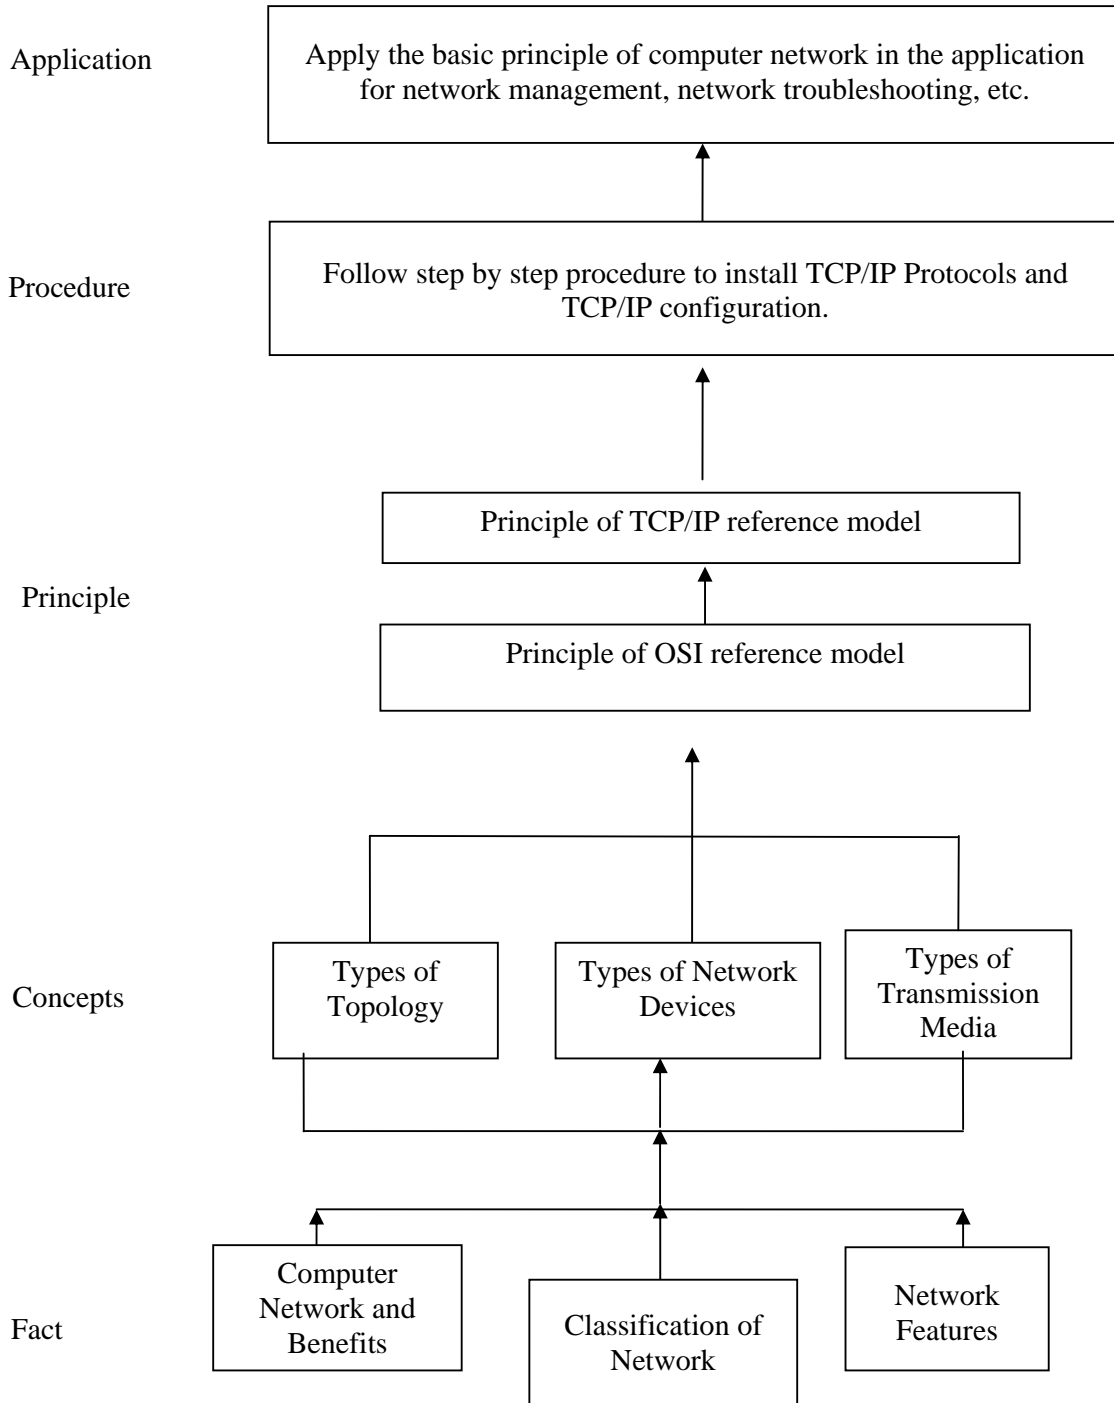 Application
Apply the basic principle of computer network in the application
for network management, network troubleshooting, etc.
Procedure
Follow step by step procedure to install TCP/IP Protocols and
TCP/IP configuration.
Principle of TCP/IP reference model
Principle
Principle of OSI reference model
Concepts
Types of
Topology
Types of Network
Devices
Types of
Transmission
Media
Fact
Computer
Network and
Benefits
Classification of
Network
Network
Features